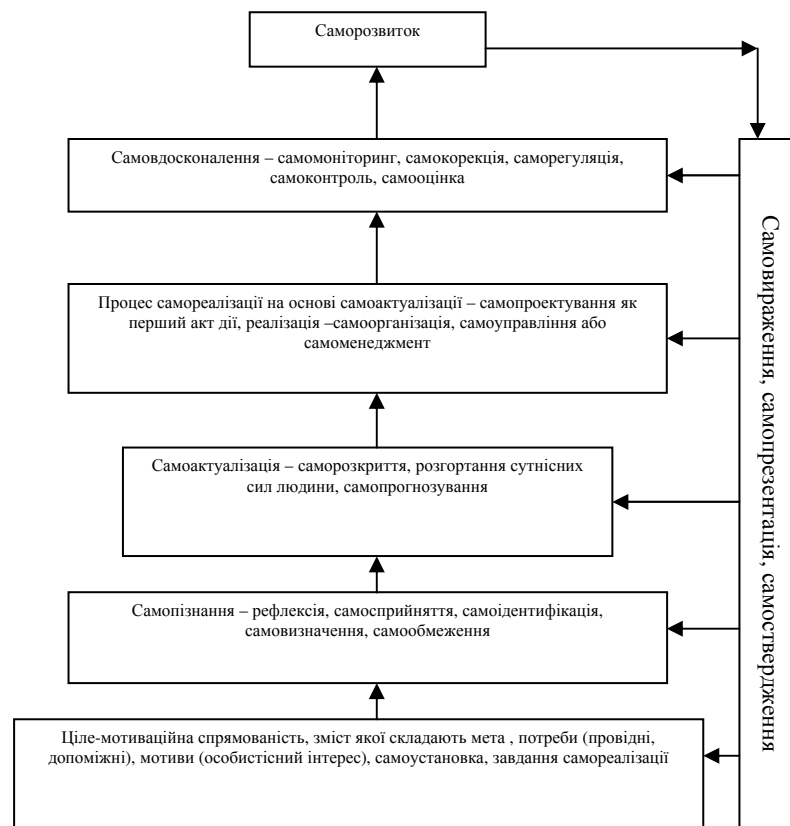 Саморозвиток
Самовдосконалення – самомоніторинг, самокорекція, саморегуляція,
самоконтроль, самооцінка
Процес самореалізації на основі самоактуалізації – самопроектування як
перший акт дії, реалізація –самоорганізація, самоуправління або
самоменеджмент
Самоактуалізація – саморозкриття, розгортання сутнісних
сил людини, самопрогнозування
Самопізнання – рефлексія, самосприйняття, самоідентифікація,
самовизначення, самообмеження
Ціле-мотиваційна спрямованість, зміст якої складають мета , потреби (провідні,
допоміжні), мотиви (особистісний інтерес), самоустановка, завдання самореалізації
Самовираження, самопрезентація, самоствердження